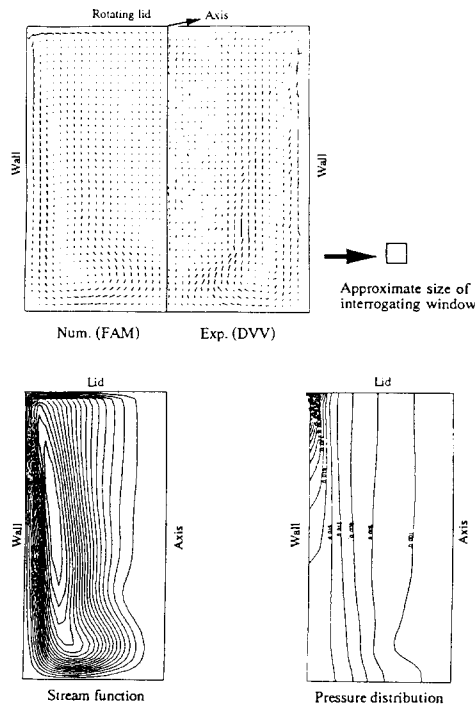 Rotating lid
Axis
Wall
Wall
Approximate size of
interrogating window
Num. (FAM)
Exp. (DVV)
Lid
Lid
Wall
Axis
Wall
Axis
Stream function
Pressure distribution